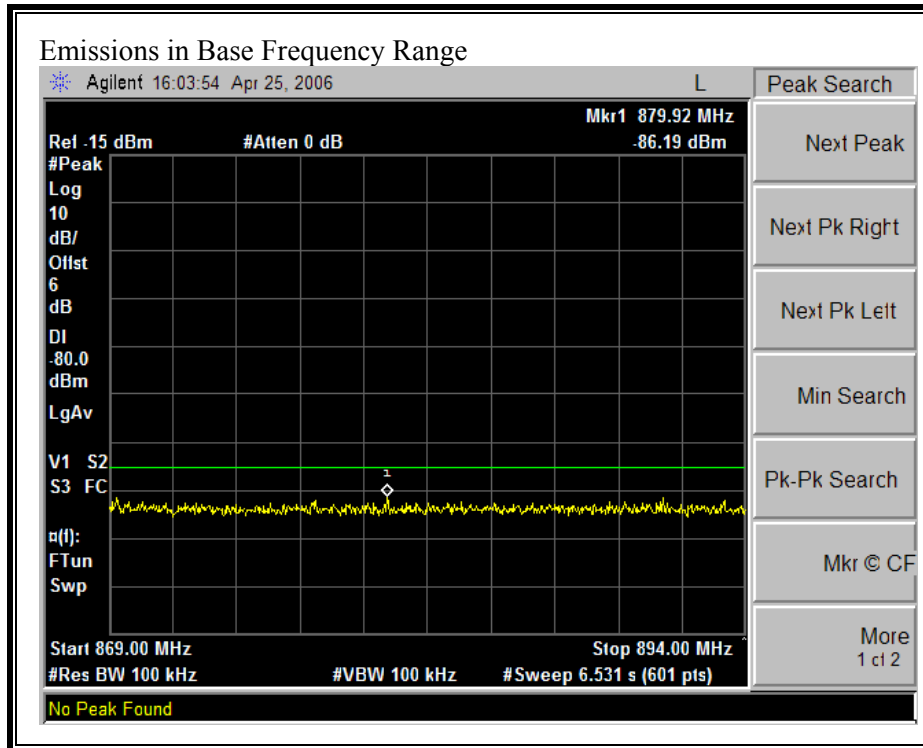 Emissions in Base Frequency Range
Agilent 16:03:54 Apr 25, 2006 L
Peak Search
Mkr1 879.92 MHz
Ref -15 dBm #Atten 0 dB -86.19 dBm
#Peak
Log
10
dB/
Offst
6
dB
DI
-80.0
dBm
LgAv
V1 S2
S3 FC
1
¤(f):
FTun
Swp
Start 869.00 MHz Stop 894.00 MHz
#Res BW 100 kHz #VBW 100 kHz #Sweep 6.531 s (601 pts)
No Peak Found
Next Peak
Next Pk Right
Next Pk Left
Min Search
Pk-Pk Search
Mkr © CF
More
1 of 2